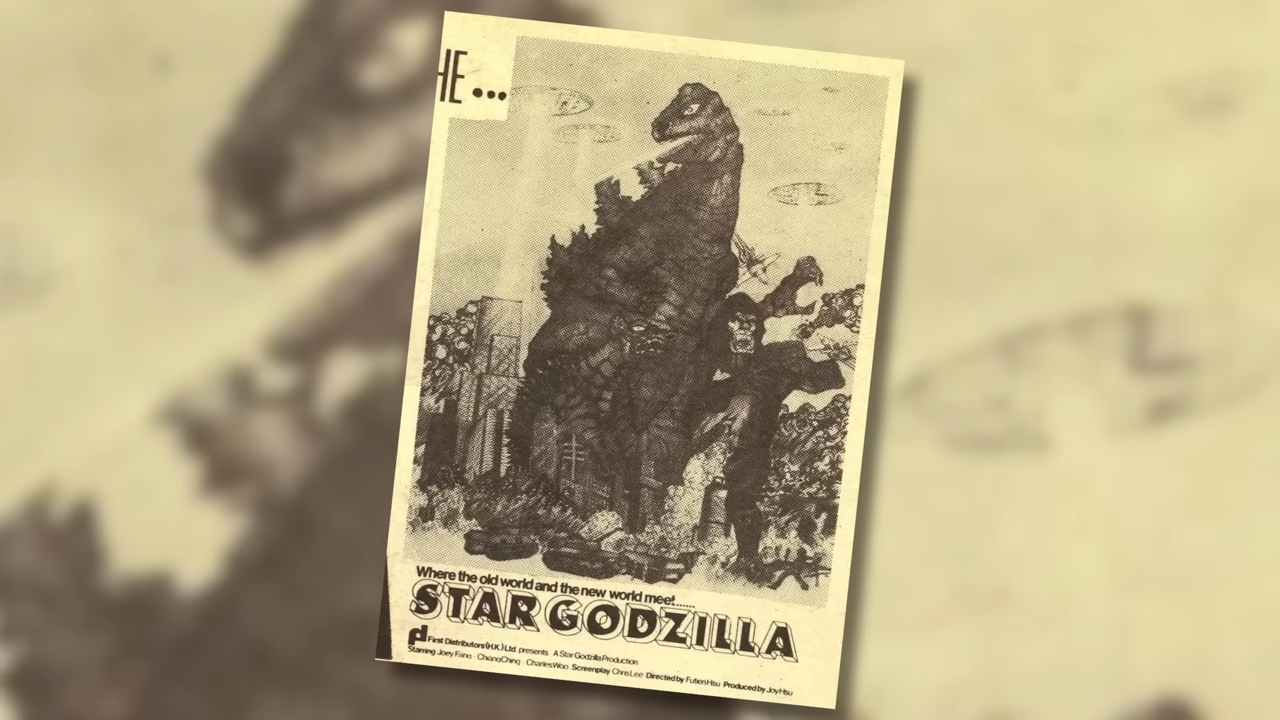 HE...
Where the old world and the new world meet......
STAR GODZILLA
First Distributors (H.K.) Ltd. presents A Star Godzilla Production
Starring Joey Fang · Chiang Ching · Charles Woo Screenplay Chris Lee Directed by Futien Hsu Produced by Joy Hsu